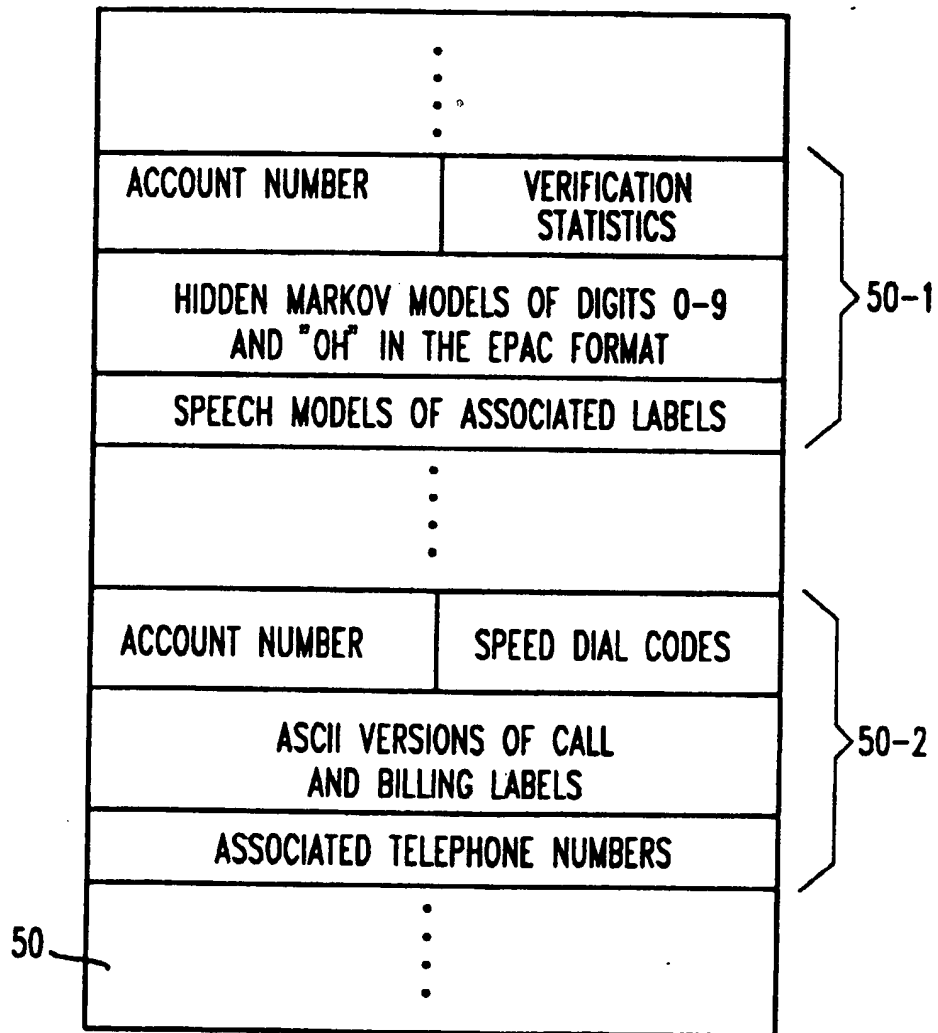 ACCOUNT NUMBER
VERIFICATION
STATISTICS
HIDDEN MARKOV MODELS OF DIGITS 0-9
AND "OH" IN THE EPAC FORMAT
SPEECH MODELS OF ASSOCIATED LABELS
50-1
ACCOUNT NUMBER
SPEED DIAL CODES
ASCII VERSIONS OF CALL
AND BILLING LABELS
ASSOCIATED TELEPHONE NUMBERS
50-2
50